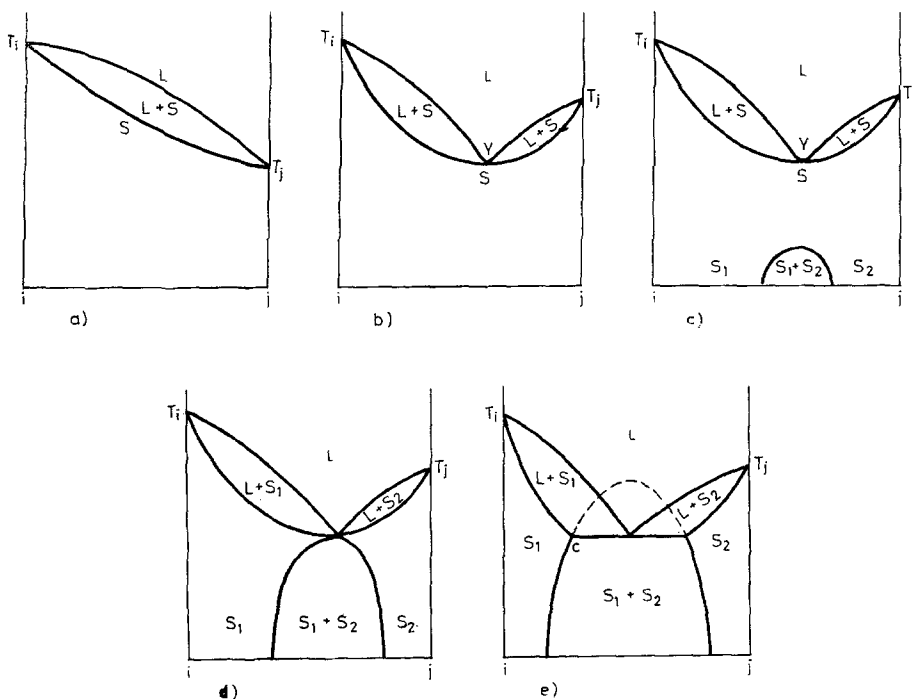 Ti
L
L + S
S
Tj
i
j
a)
Ti
L
L + S
L + S
Tj
Y
S
i
j
b)
Ti
L
L + S
L + S
T
Y
S
S1
S1 + S2
S2
i
j
c)
Ti
L
L + S1
L + S2
Tj
S1
S1 + S2
S2
i
j
d)
Ti
L
L + S1
L + S2
Tj
S1
c
S2
S1 + S2
i
j
e)